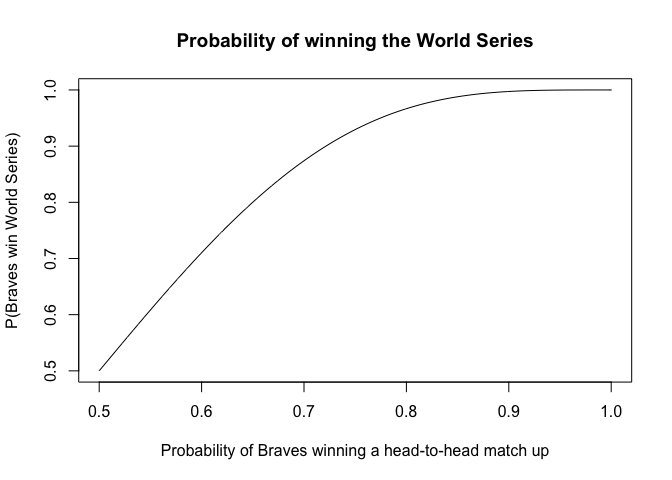 Probability of winning the World Series
P(Braves win World Series)
1.0
0.9
0.8
0.7
0.6
0.5
0.5 0.6 0.7 0.8 0.9 1.0
Probability of Braves winning a head-to-head match up